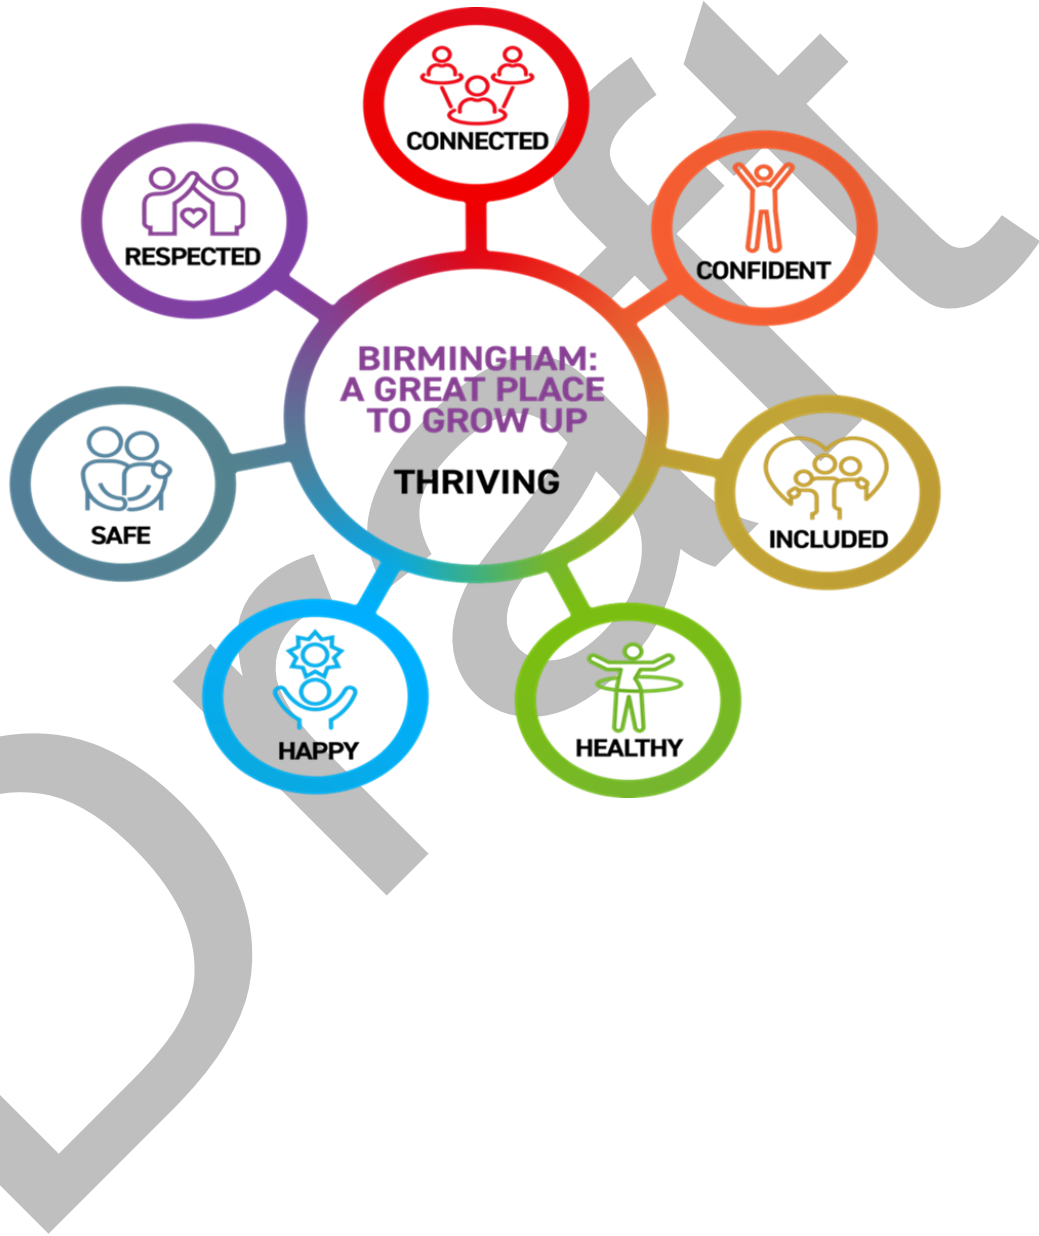 CONNECTED
RESPECTED
CONFIDENT
BIRMINGHAM:
A GREAT PLACE
TO GROW UP
THRIVING
SAFE
INCLUDED
HAPPY
HEALTHY
Draft